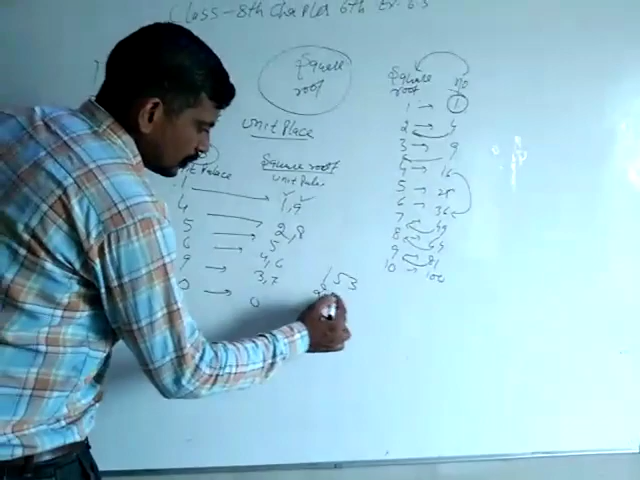 Class-8th Chapter 6th Ex. 6.3
Square
root
Unit Place
Square root
Unit Place
1 → 1, 9
4 → 2, 8
5 → 5
6 → 4, 6
9 → 3, 7
0 → 0
153
Square
root
no
1 → 1
2 → 4
3 → 9
4 → 16
5 → 25
6 → 36
7 → 49
8 → 64
9 → 81
10 → 100